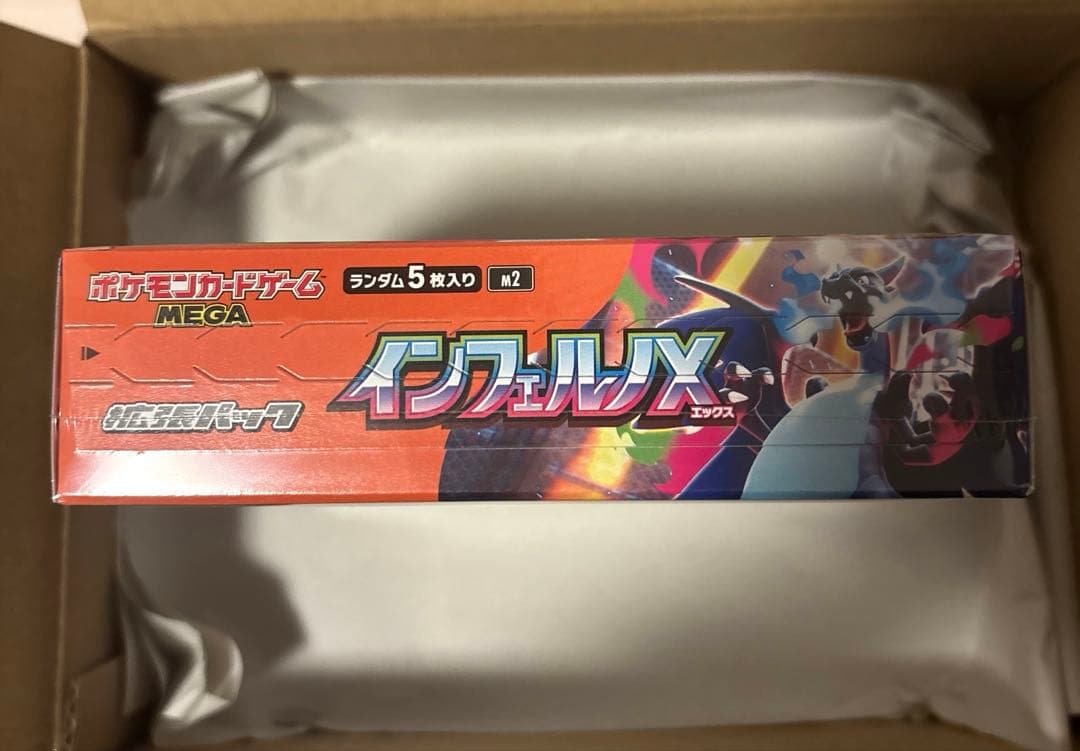 ポケモンカードゲーム
MEGA
ランダム5枚入り
M2
拡張パック
インフェルノX
エックス